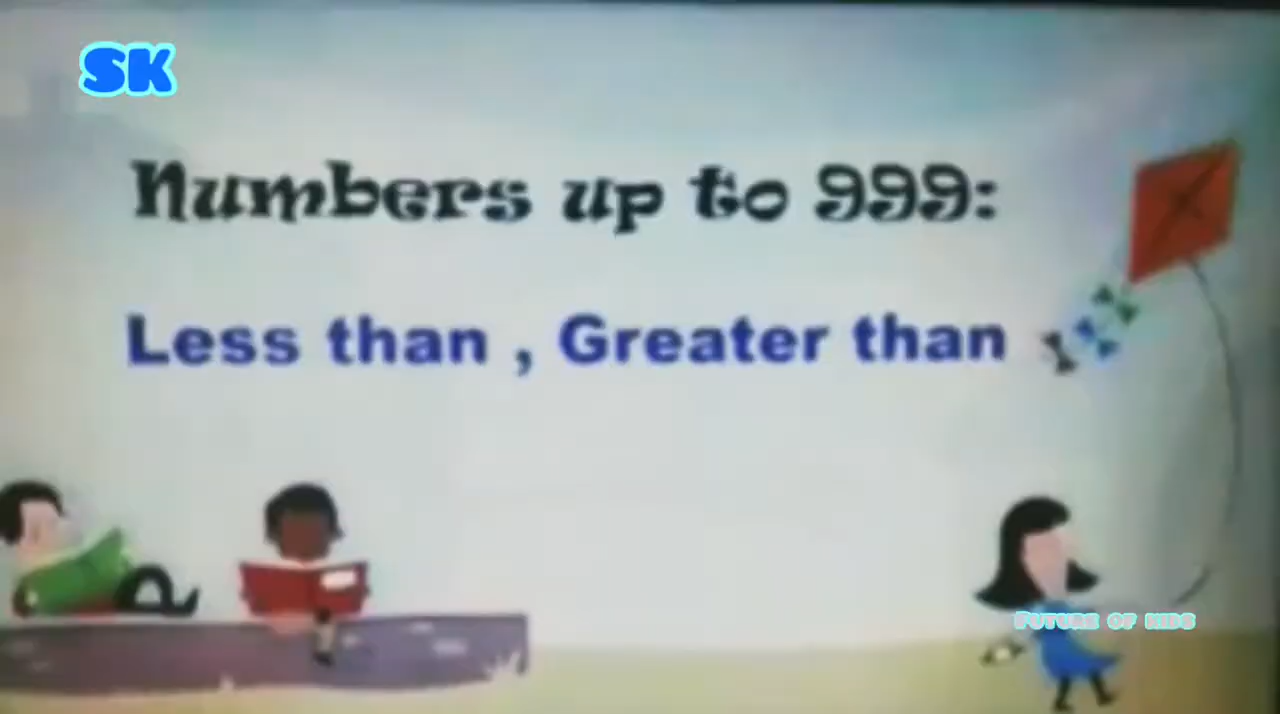 SK
Numbers up to 999:
Less than , Greater than
FUTURE OF KIDS